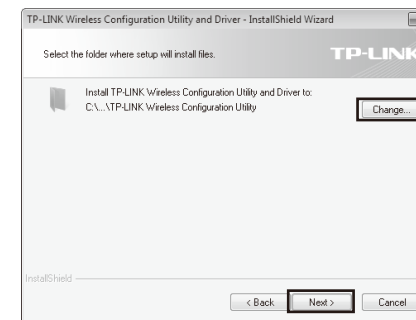 TP-LINK Wireless Configuration Utility and Driver - InstallShield Wizard
Select the folder where setup will install files.
TP-LINK
Install TP-LINK Wireless Configuration Utility and Driver to:
C:\...\TP-LINK Wireless Configuration Utility
Change...
InstallShield
< Back
Next >
Cancel